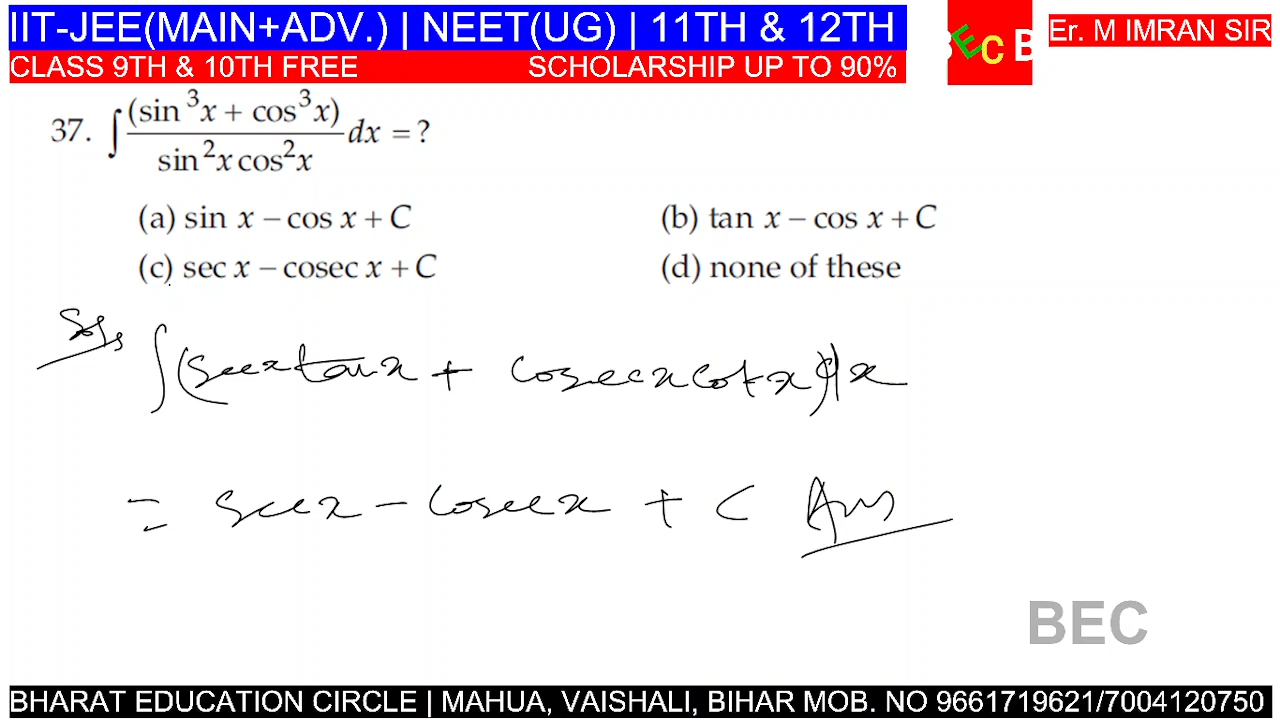 IIT-JEE(MAIN+ADV.) | NEET(UG) | 11TH & 12TH
CLASS 9TH & 10TH FREE SCHOLARSHIP UP TO 90%
BEC B
Er. M IMRAN SIR
37. ∫ (sin³x + cos³x) / sin²x cos²x dx = ?
(a) sin x – cos x + C (b) tan x – cos x + C
(c) sec x – cosec x + C (d) none of these
Sol,
∫(secx tanx + cosecx cotx)dx
= secx – cosecx + C Ans
BEC
BHARAT EDUCATION CIRCLE | MAHUA, VAISHALI, BIHAR MOB. NO 9661719621/7004120750